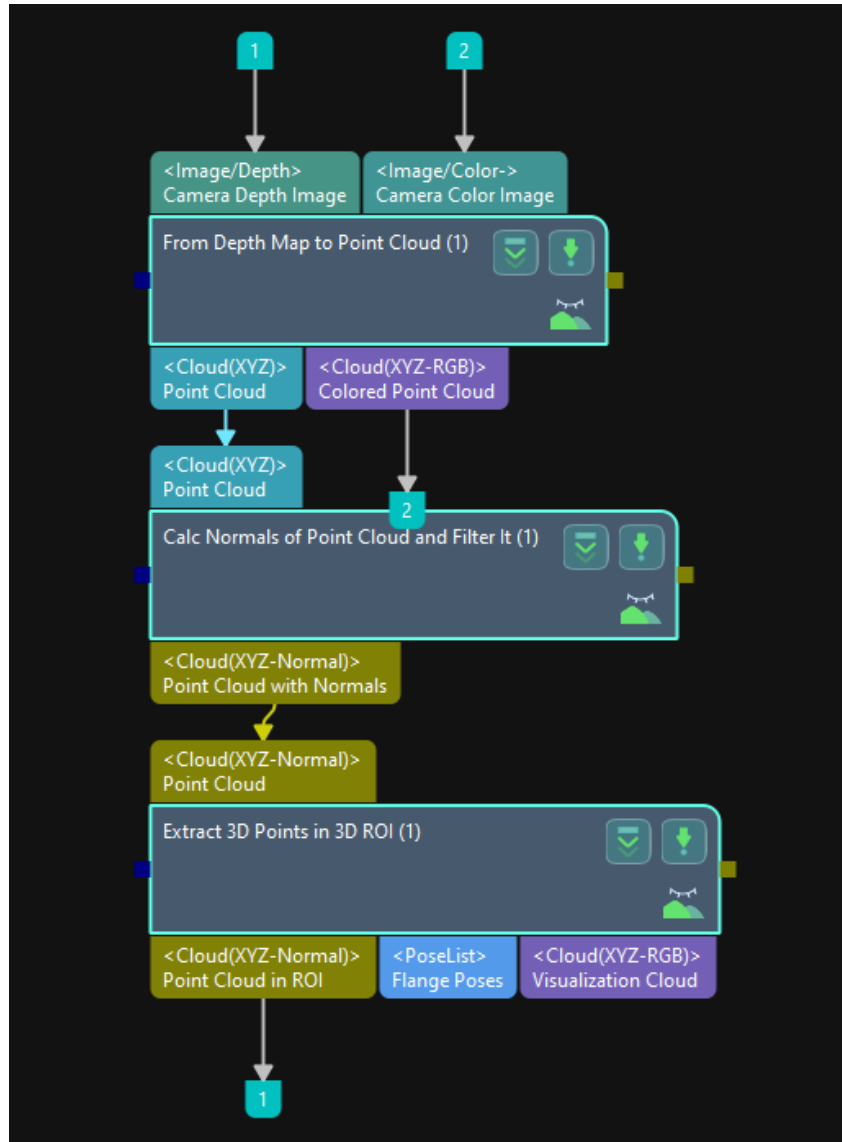 1
2
<Image/Depth>
Camera Depth Image
<Image/Color->
Camera Color Image
From Depth Map to Point Cloud (1)
<Cloud(XYZ)>
Point Cloud
<Cloud(XYZ-RGB)>
Colored Point Cloud
<Cloud(XYZ)>
Point Cloud
2
Calc Normals of Point Cloud and Filter It (1)
<Cloud(XYZ-Normal)>
Point Cloud with Normals
<Cloud(XYZ-Normal)>
Point Cloud
Extract 3D Points in 3D ROI (1)
<Cloud(XYZ-Normal)>
Point Cloud in ROI
<PoseList>
Flange Poses
<Cloud(XYZ-RGB)>
Visualization Cloud
1